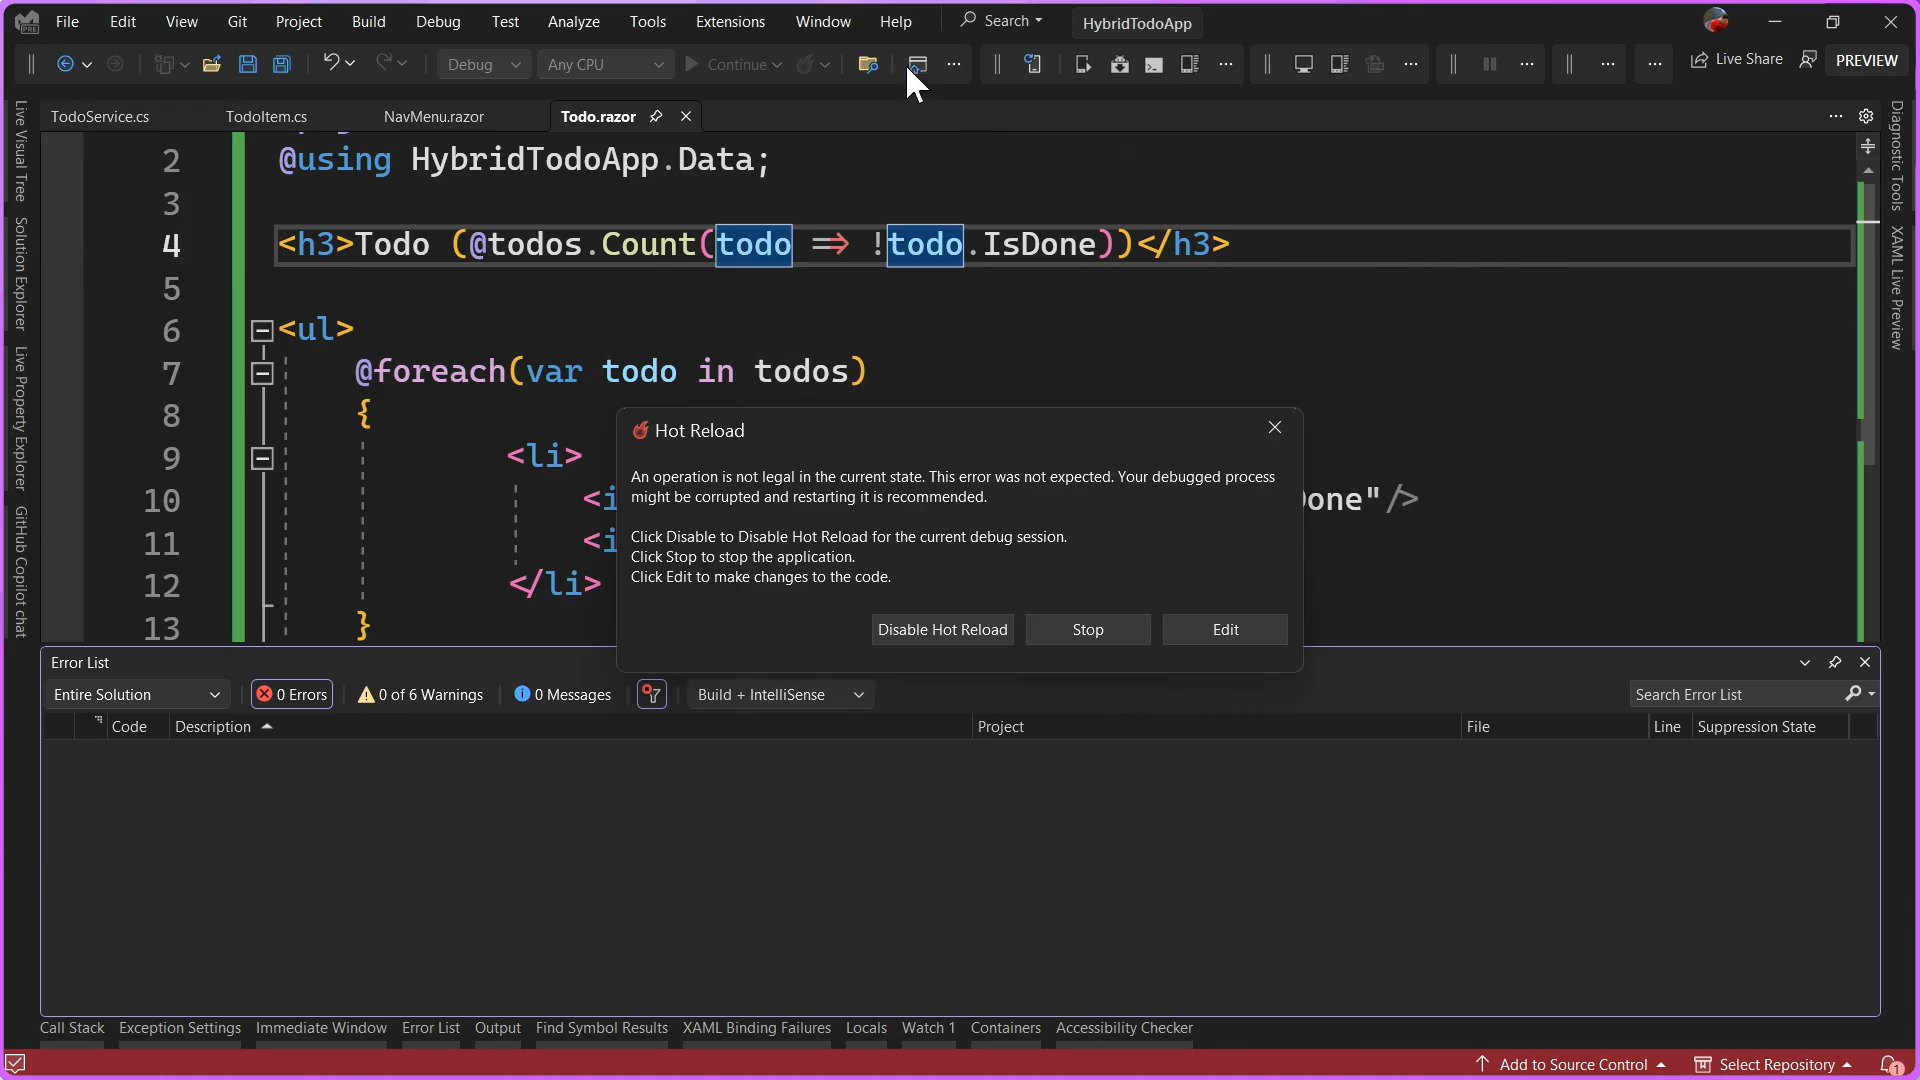 File Edit View Git Project Build Debug Test Analyze Tools Extensions Window Help Search HybridTodoApp
Debug Any CPU Continue Live Share PREVIEW
TodoService.cs TodoItem.cs NavMenu.razor Todo.razor
Live Visual Tree
Solution Explorer
Live Property Explorer
GitHub Copilot chat
Diagnostic Tools
XAML Live Preview
2 @using HybridTodoApp.Data;
3
4 <h3>Todo (@todos.Count(todo => !todo.IsDone))</h3>
5
6 <ul>
7 @foreach(var todo in todos)
8 {
9 <li>
10 <i one"/>
11 <i
12 </li>
13 }
Hot Reload
An operation is not legal in the current state. This error was not expected. Your debugged process
might be corrupted and restarting it is recommended.
Click Disable to Disable Hot Reload for the current debug session.
Click Stop to stop the application.
Click Edit to make changes to the code.
Disable Hot Reload Stop Edit
Error List
Entire Solution 0 Errors 0 of 6 Warnings 0 Messages Build + IntelliSense Search Error List
Code Description Project File Line Suppression State
Call Stack Exception Settings Immediate Window Error List Output Find Symbol Results XAML Binding Failures Locals Watch 1 Containers Accessibility Checker
Add to Source Control Select Repository 1